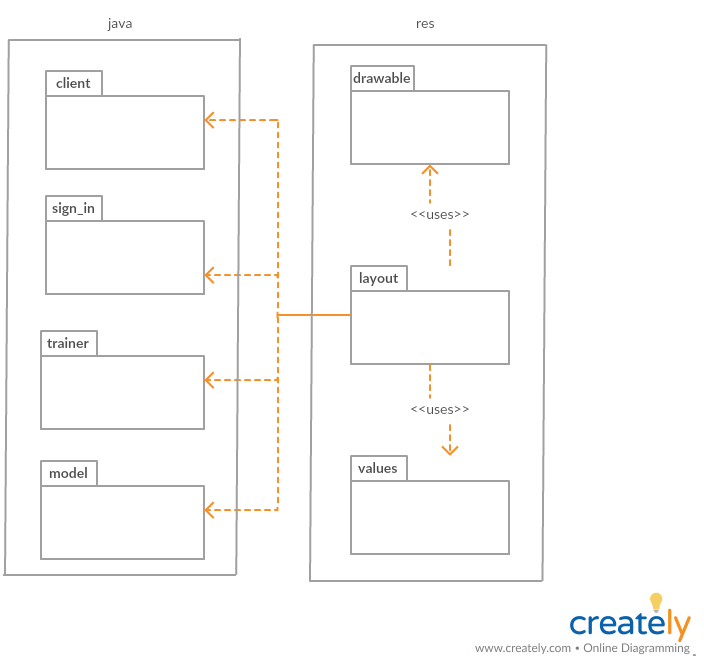 java
res
client
drawable
sign_in
<<uses>>
layout
trainer
<<uses>>
model
values
creately
www.creately.com • Online Diagramming